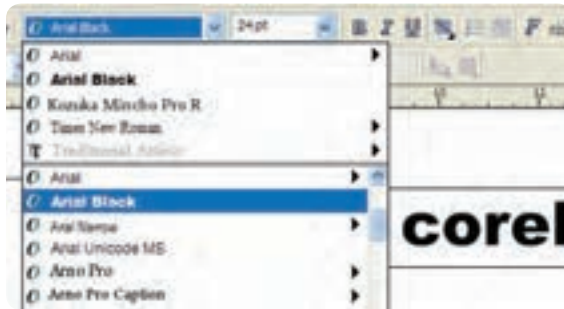 Arial Black 24 pt B I U F ab
Arial
Arial Black
Kozuka Mincho Pro R
Times New Roman
Traditional Arabic
Arial
Arial Black
Arial Narrow
Arial Unicode MS
Arno Pro
Arno Pro Caption
corel